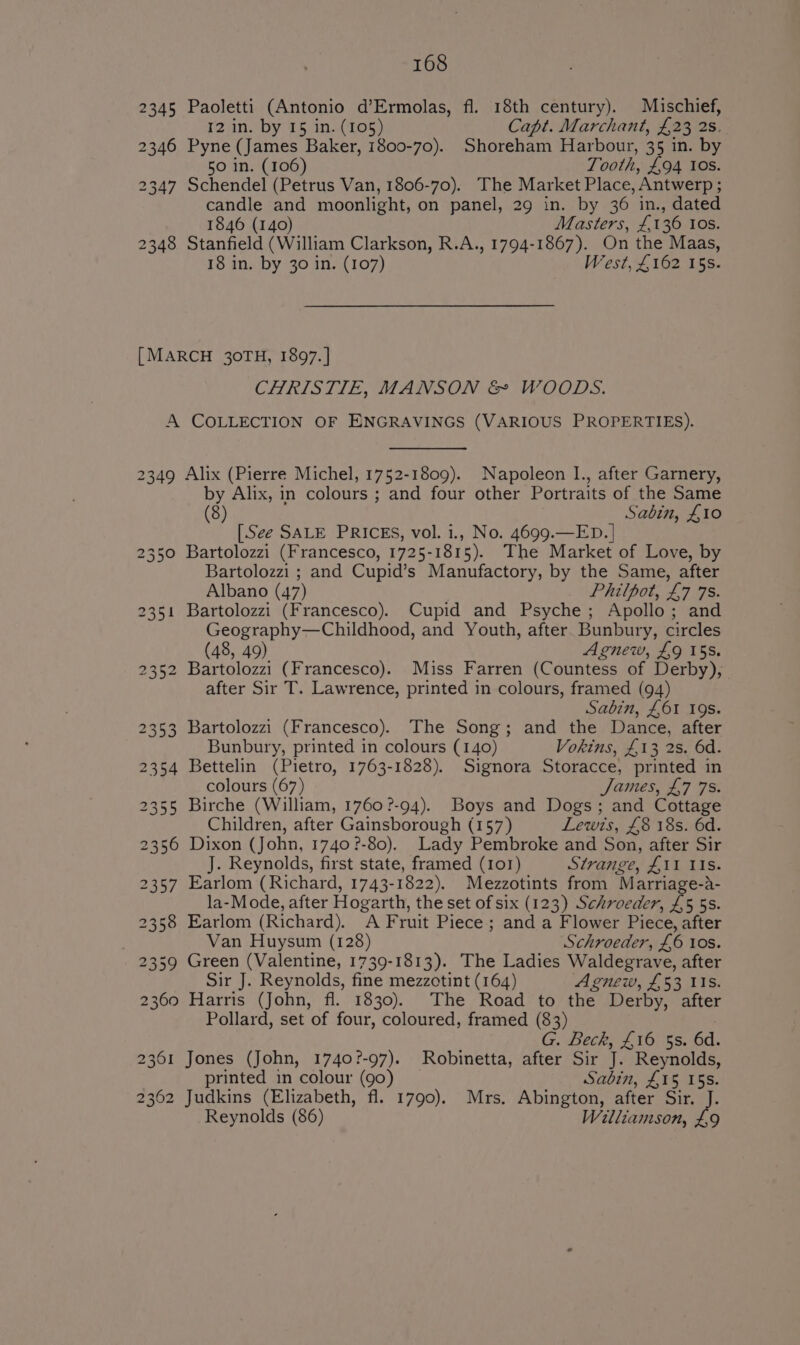 168
2345 Paoletti (Antonio d’Ermolas, fl. 18th century). Mischief,
12 in. by 15 in. (105) Capt. Marchant, £23 2s.
2346 Pyne (James Baker, 1800-70). Shoreham Harbour, 35 in. by
50 in. (106) Tooth, £94 10s.
2347 Schendel (Petrus Van, 1806-70). The Market Place, Antwerp;
candle and moonlight, on panel, 29 in. by 36 in., dated
1846 (140) Masters, £136 10s.
2348 Stanfield (William Clarkson, R.A., 1794-1867). On the Maas,
18 in. by 30 in. (107) West, £162 15s.
[MARCH 30TH, 1897.]
CHRISTIE, MANSON & WOODS.
A COLLECTION OF ENGRAVINGS (VARIOUS PROPERTIES).
2349 Alix (Pierre Michel, 1752-1809). Napoleon I., after Garnery,
by Alix, in colours; and four other Portraits of the Same
(8) Sabin, £10
[See SALE PRICES, vol. i., No. 4699.—ED.]
2350 Bartolozzi (Francesco, 1725-1815). The Market of Love, by
Bartolozzi; and Cupid’s Manufactory, by the Same, after
Albano (47) Philpot, £7 7s.
2351 Bartolozzi (Francesco). Cupid and Psyche; Apollo; and
Geography—Childhood, and Youth, after Bunbury, circles
(48, 49) Agnew, £9 15s.
2352 Bartolozzi (Francesco). Miss Farren (Countess of Derby),
after Sir T. Lawrence, printed in colours, framed (94)
Sabin, £61 19s.
2353 Bartolozzi (Francesco). The Song; and the Dance, after
Bunbury, printed in colours (140) Vokins, £13 2s. 6d.
2354 Bettelin (Pietro, 1763-1828). Signora Storacce, printed in
colours (67) James, £7 7s.
2355 Birche (William, 1760?-94). Boys and Dogs; and Cottage
Children, after Gainsborough (157) Lewis, £8 18s. 6d.
2356 Dixon (John, 1740?-80). Lady Pembroke and Son, after Sir
J. Reynolds, first state, framed (101) Strange, £11 11s.
2357 Earlom (Richard, 1743-1822). Mezzotints from Marriage-à-
la-Mode, after Hogarth, the set of six (123) Schroeder, £5 5s.
2358 Earlom (Richard). A Fruit Piece; and a Flower Piece, after
Van Huysum (128) Schroeder, £6 10s.
2359 Green (Valentine, 1739-1813). The Ladies Waldegrave, after
Sir J. Reynolds, fine mezzotint (164) Agnew, £53 11s.
2360 Harris (John, fl. 1830). The Road to the Derby, after
Pollard, set of four, coloured, framed (83)
G. Beck, £16 5s. 6d.
2361 Jones (John, 1740?-97). Robinetta, after Sir J. Reynolds,
printed in colour (90) Sabin, £15 15s.
2362 Judkins (Elizabeth, fl. 1790). Mrs. Abington, after Sir. J.
Reynolds (86) Williamson, £9